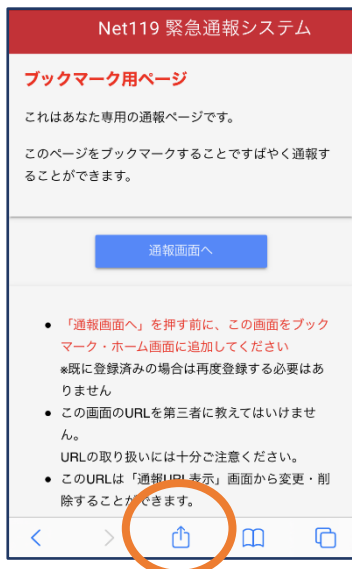 Net119 緊急通報システム
ブックマーク用ページ
これはあなた専用の通報ページです。
このページをブックマークすることですばやく通報す
ることができます。
通報画面へ
● 「通報画面へ」を押す前に、この画面をブック
マーク・ホーム画面に追加してください
※既に登録済みの場合は再度登録する必要はあ
りません
● この画面のURLを第三者に教えてはいけませ
ん。
URLの取り扱いには十分ご注意ください。
● このURLは「通報URL表示」画面から変更・削
除することができます。